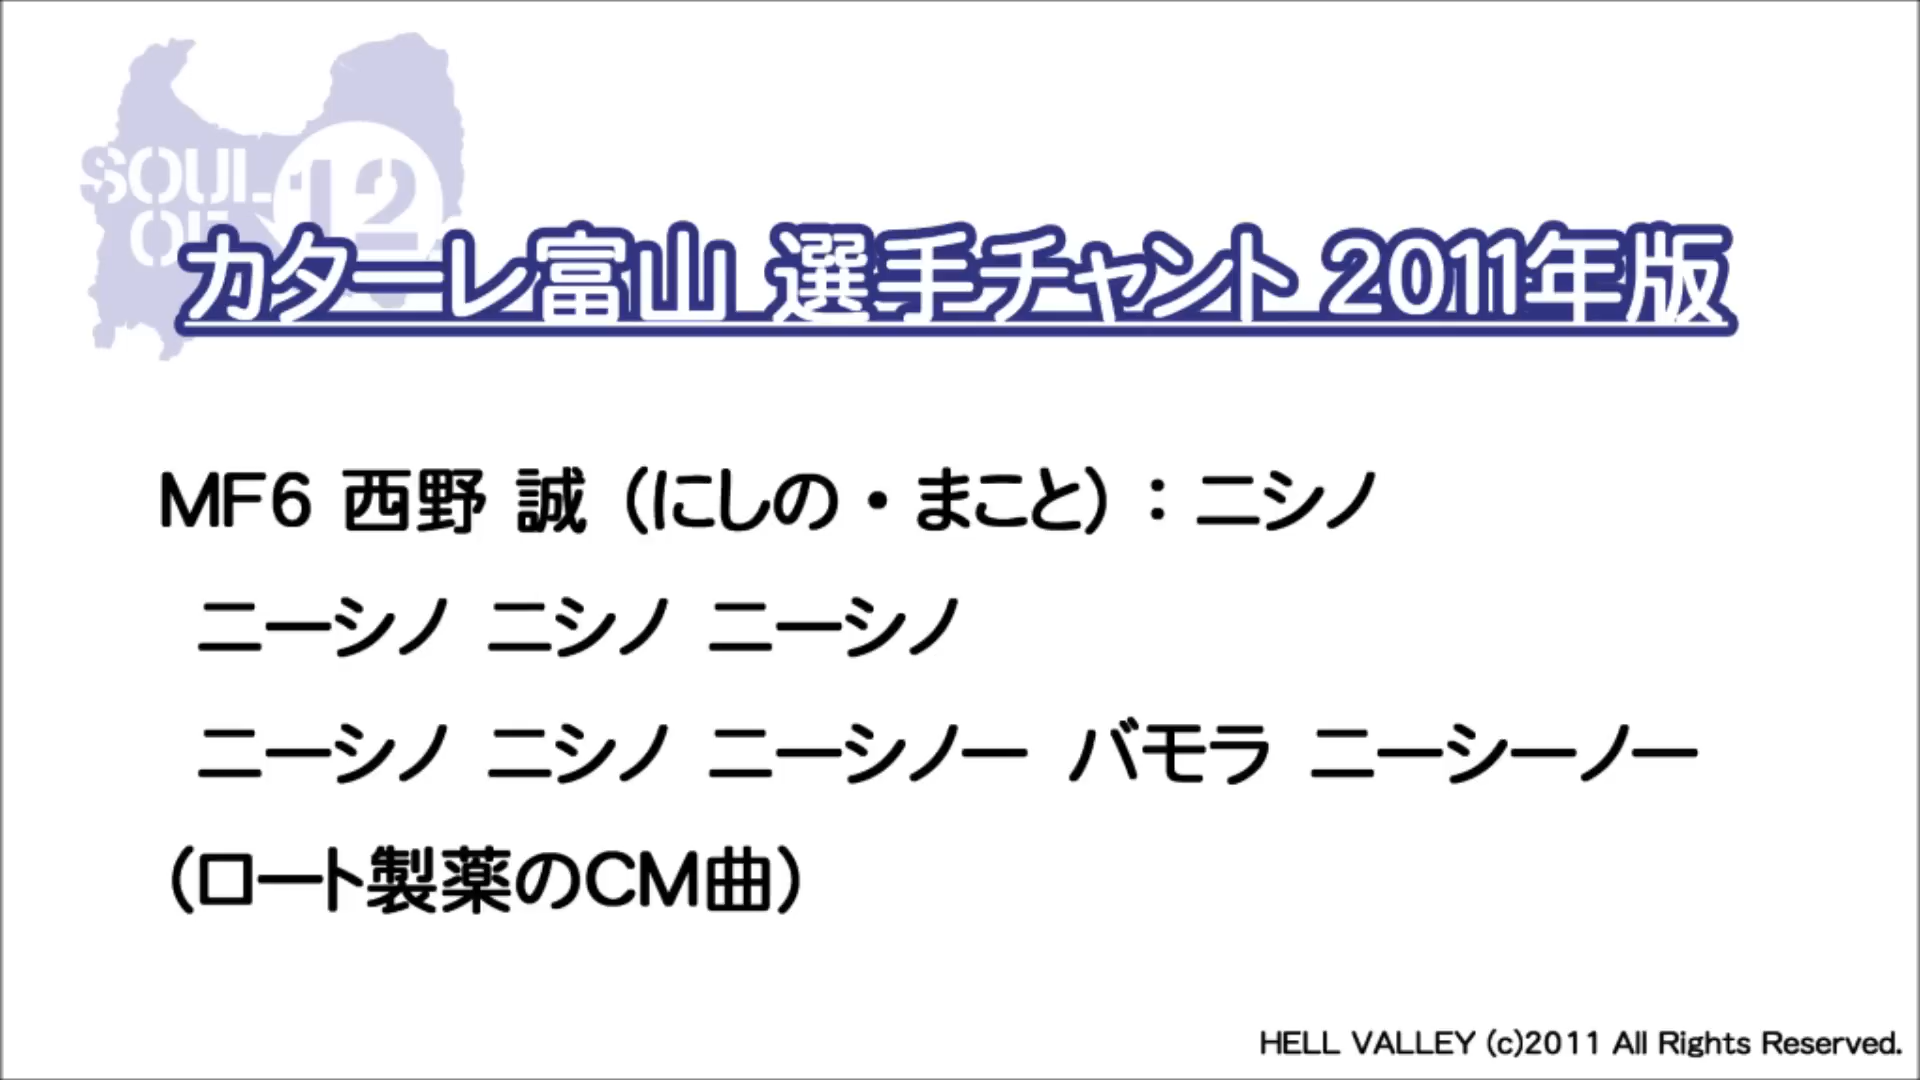 SOUL
OF 12
カターレ富山 選手チャント 2011年版
MF6 西野 誠（にしの・まこと）：ニシノ
ニーシノ ニシノ ニーシノ
ニーシノ ニシノ ニーシノー バモラ ニーシーノー
（ロート製薬のCM曲）
HELL VALLEY (c)2011 All Rights Reserved.